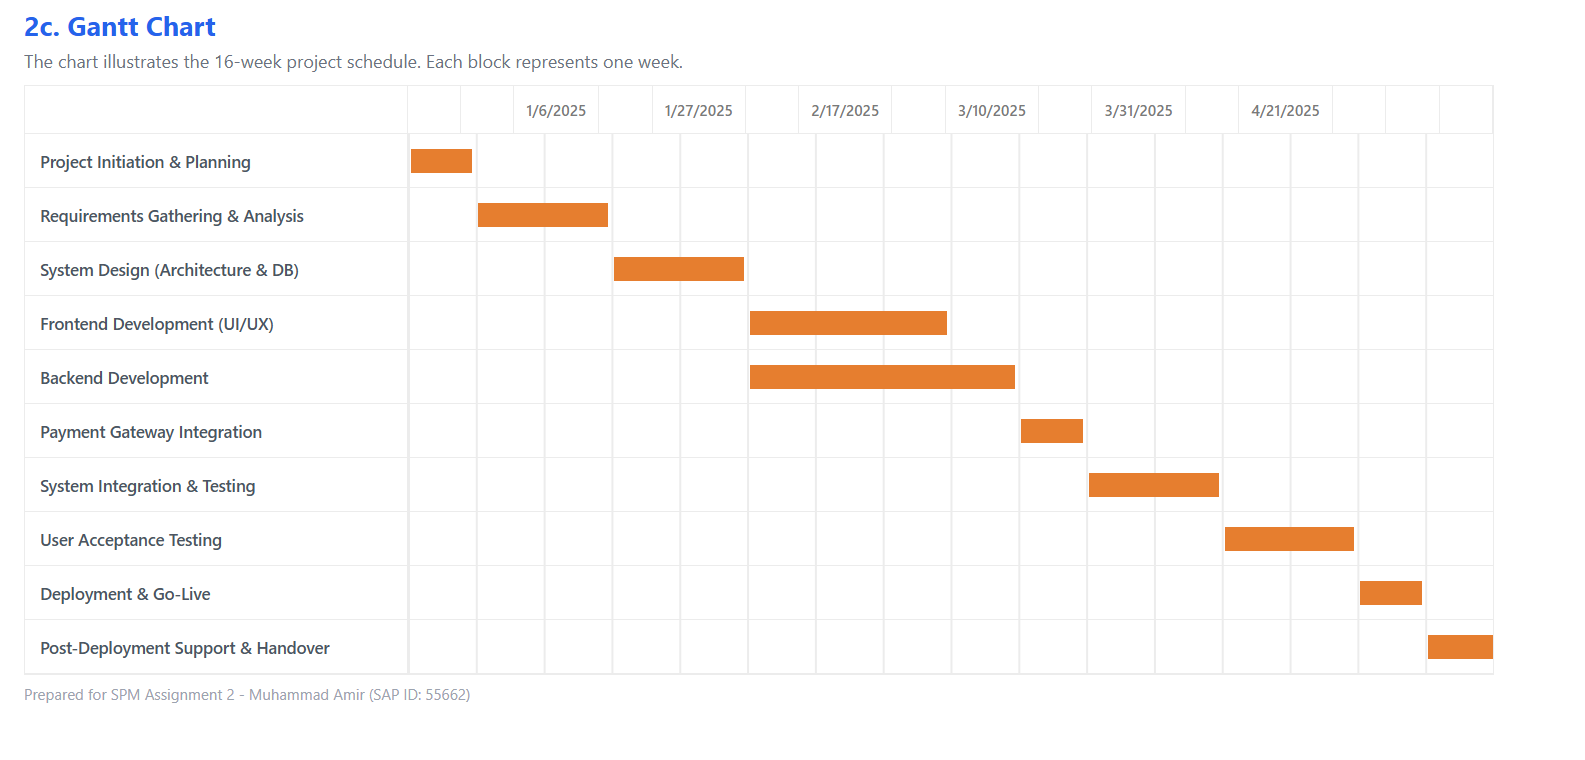 2c. Gantt Chart
The chart illustrates the 16-week project schedule. Each block represents one week.
1/6/2025 1/27/2025 2/17/2025 3/10/2025 3/31/2025 4/21/2025
Project Initiation & Planning
Requirements Gathering & Analysis
System Design (Architecture & DB)
Frontend Development (UI/UX)
Backend Development
Payment Gateway Integration
System Integration & Testing
User Acceptance Testing
Deployment & Go-Live
Post-Deployment Support & Handover
Prepared for SPM Assignment 2 - Muhammad Amir (SAP ID: 55662)